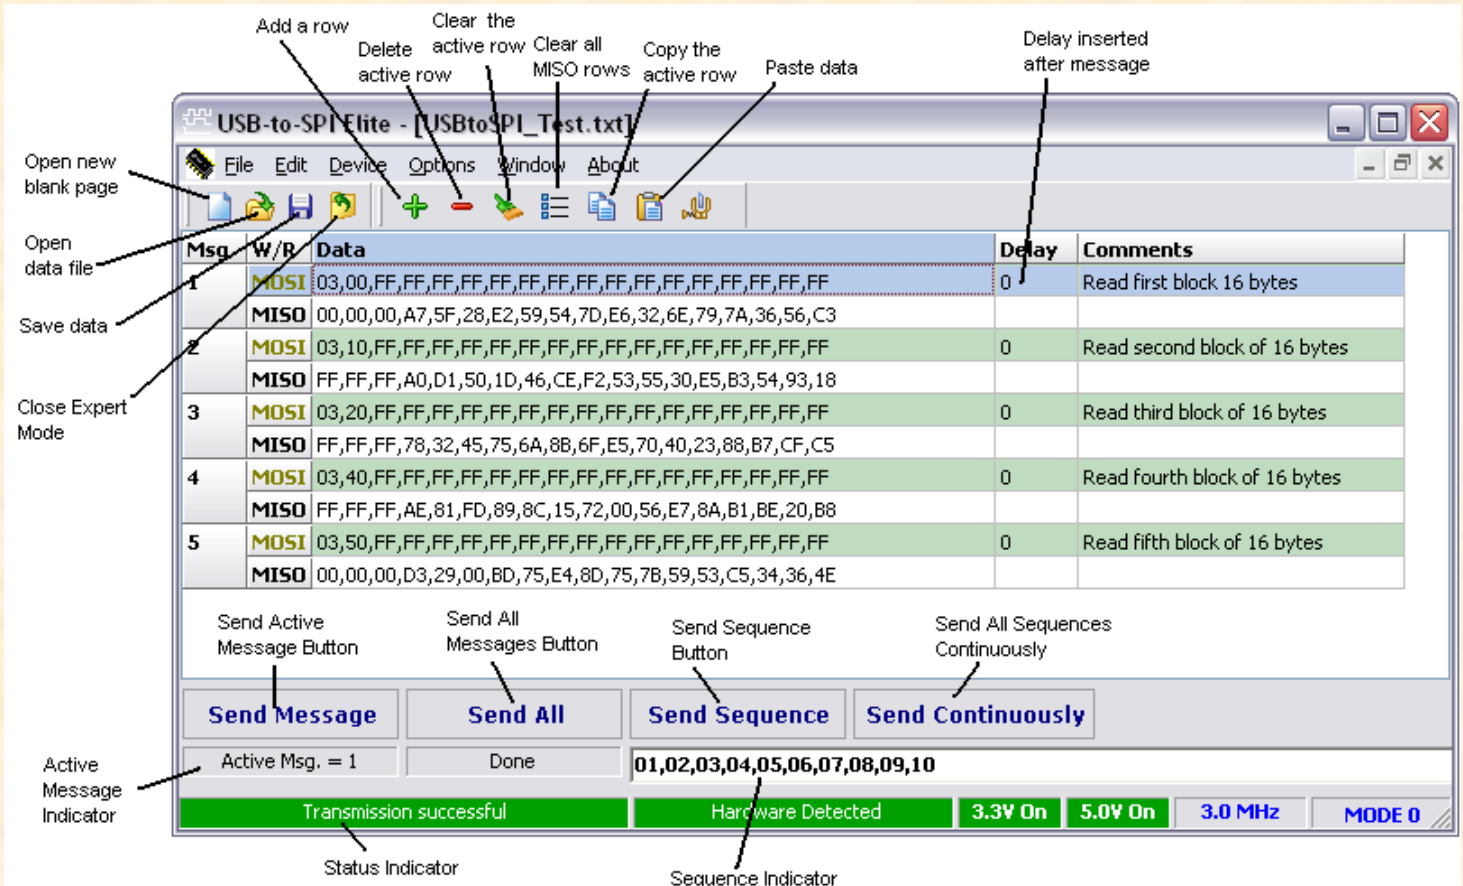 Add a row
Delete
active row
Clear the
active row
Clear all
MISO rows
Copy the
active row
Paste data
Delay inserted
after message
USB-to-SPI Elite - [USBtoSPI_Test.txt]
File Edit Device Options Window About
Open new
blank page
Open
data file
Save data
Close Expert
Mode
Msg. W/R Data Delay Comments
1 MOSI 03,00,FF,FF,FF,FF,FF,FF,FF,FF,FF,FF,FF,FF,FF,FF,FF,FF 0 Read first block 16 bytes
MISO 00,00,00,A7,5F,28,E2,59,54,7D,E6,32,6E,79,7A,36,56,C3
2 MOSI 03,10,FF,FF,FF,FF,FF,FF,FF,FF,FF,FF,FF,FF,FF,FF,FF,FF 0 Read second block of 16 bytes
MISO FF,FF,FF,A0,D1,50,1D,46,CE,F2,53,55,30,E5,B3,54,93,18
3 MOSI 03,20,FF,FF,FF,FF,FF,FF,FF,FF,FF,FF,FF,FF,FF,FF,FF,FF 0 Read third block of 16 bytes
MISO FF,FF,FF,78,32,45,75,6A,8B,6F,E5,70,40,23,88,B7,CF,C5
4 MOSI 03,40,FF,FF,FF,FF,FF,FF,FF,FF,FF,FF,FF,FF,FF,FF,FF,FF 0 Read fourth block of 16 bytes
MISO FF,FF,FF,AE,81,FD,89,8C,15,72,00,56,E7,8A,B1,BE,20,B8
5 MOSI 03,50,FF,FF,FF,FF,FF,FF,FF,FF,FF,FF,FF,FF,FF,FF,FF,FF 0 Read fifth block of 16 bytes
MISO 00,00,00,D3,29,00,BD,75,E4,8D,75,7B,59,53,C5,34,36,4E
Send Active
Message Button
Send All
Messages Button
Send Sequence
Button
Send All Sequences
Continuously
Send Message Send All Send Sequence Send Continuously
Active Msg. = 1 Done 01,02,03,04,05,06,07,08,09,10
Active
Message
Indicator
Transmission successful Hardware Detected 3.3V On 5.0V On 3.0 MHz MODE 0
Status Indicator
Sequence Indicator